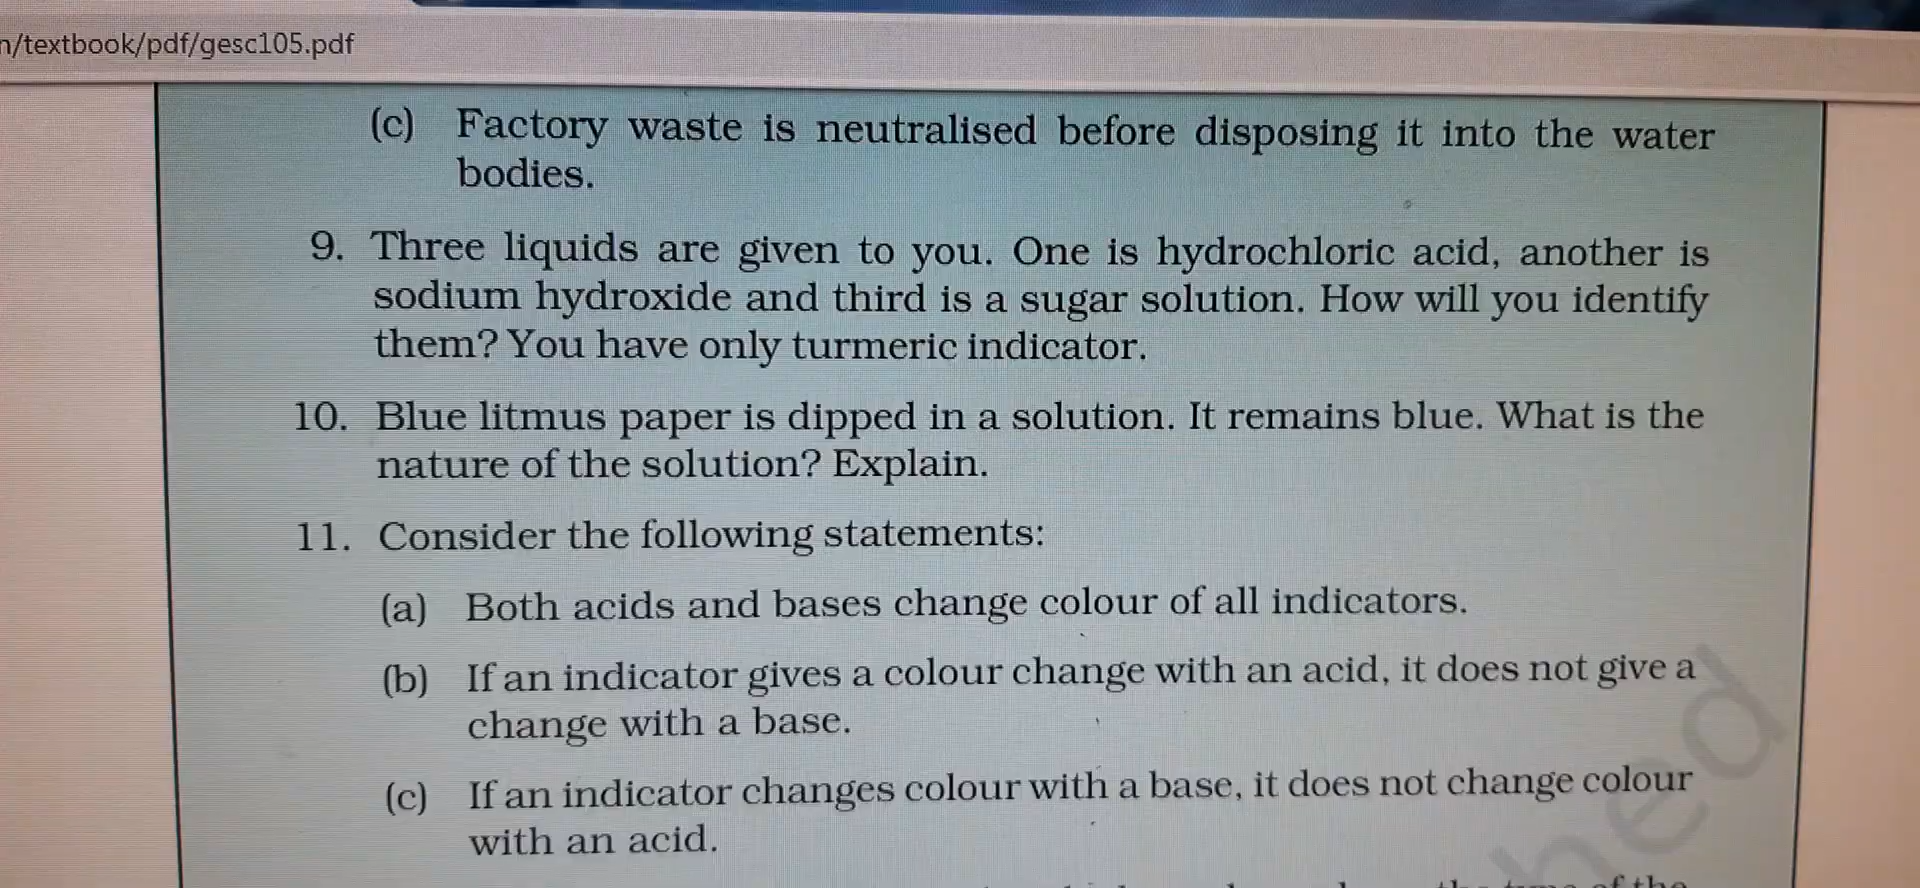 n/textbook/pdf/gesc105.pdf
(c) Factory waste is neutralised before disposing it into the water
bodies.
9. Three liquids are given to you. One is hydrochloric acid, another is
sodium hydroxide and third is a sugar solution. How will you identify
them? You have only turmeric indicator.
10. Blue litmus paper is dipped in a solution. It remains blue. What is the
nature of the solution? Explain.
11. Consider the following statements:
(a) Both acids and bases change colour of all indicators.
(b) If an indicator gives a colour change with an acid, it does not give a
change with a base.
(c) If an indicator changes colour with a base, it does not change colour
with an acid.
of the